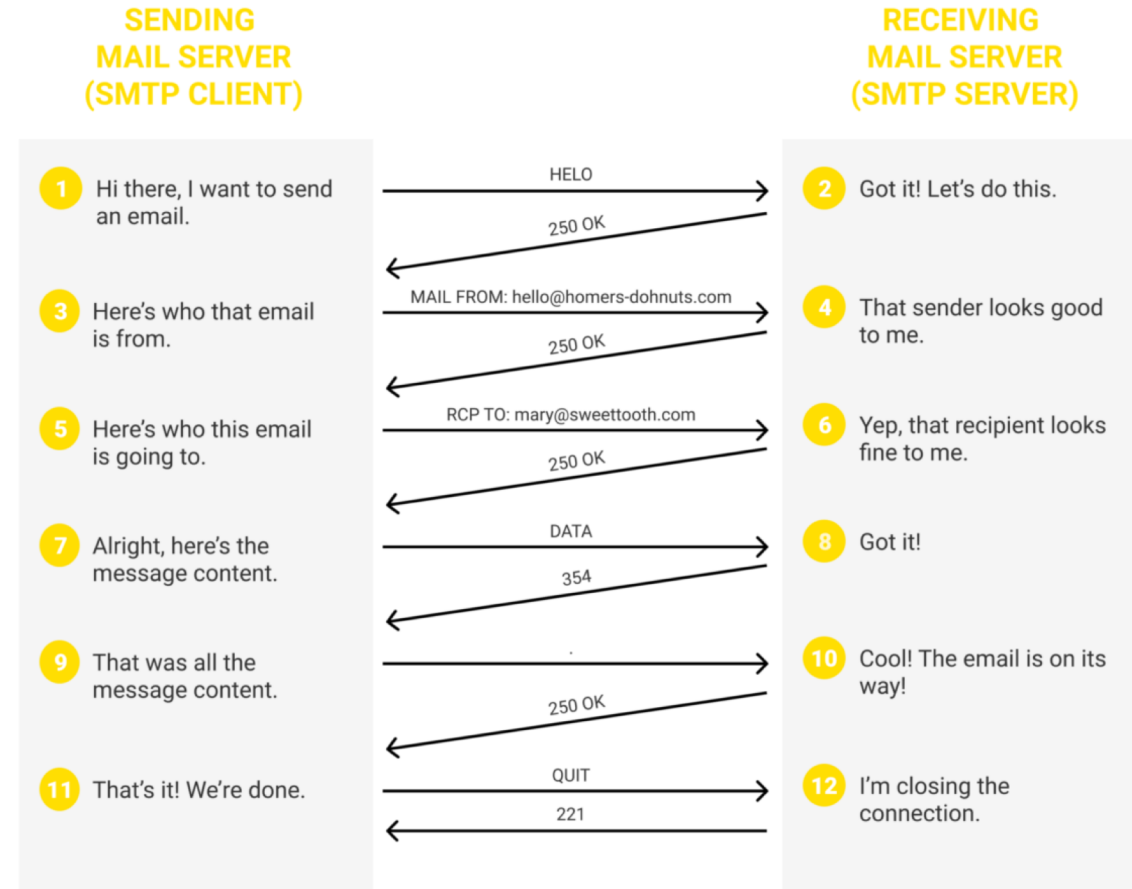 SENDING
MAIL SERVER
(SMTP CLIENT)
RECEIVING
MAIL SERVER
(SMTP SERVER)
1 Hi there, I want to send
an email.
HELO
2 Got it! Let's do this.
250 OK
3 Here's who that email
is from.
MAIL FROM: hello@homers-dohnuts.com
4 That sender looks good
to me.
250 OK
5 Here's who this email
is going to.
RCP TO: mary@sweettooth.com
6 Yep, that recipient looks
fine to me.
250 OK
7 Alright, here's the
message content.
DATA
8 Got it!
354
9 That was all the
message content.
.
10 Cool! The email is on its
way!
250 OK
11 That's it! We're done.
QUIT
12 I'm closing the
connection.
221